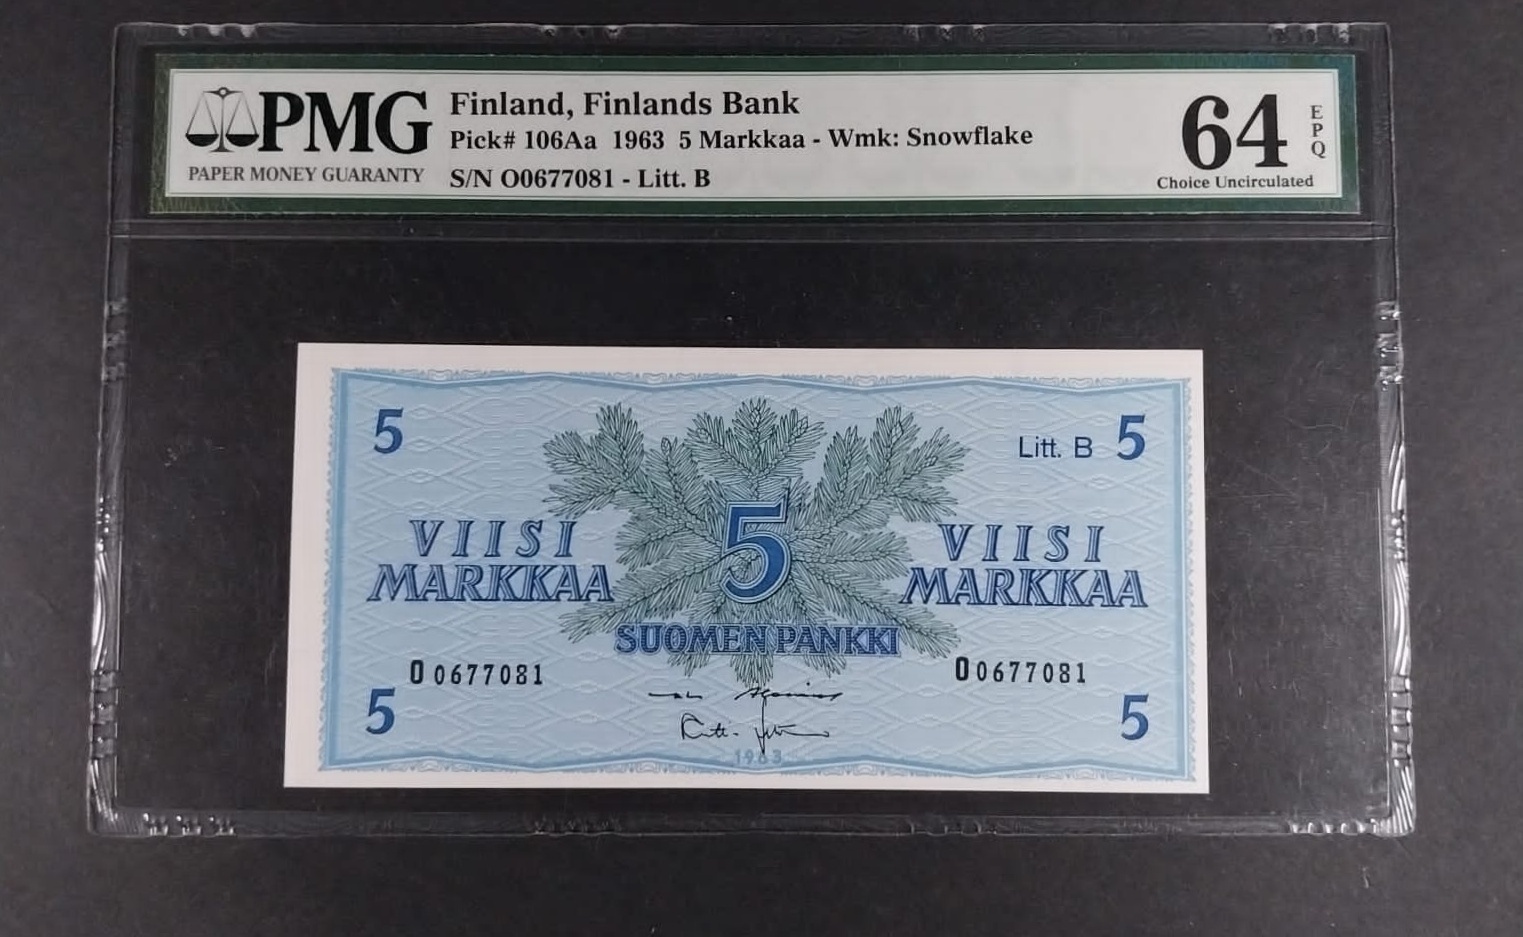 PMG
PAPER MONEY GUARANTY
Finland, Finlands Bank
Pick# 106Aa 1963 5 Markkaa - Wmk: Snowflake
S/N O0677081 - Litt. B
64
EPQ
Choice Uncirculated
5
Litt. B 5
5
VIISI
MARKKAA
VIISI
MARKKAA
SUOMEN PANKKI
O 0677081
O 0677081
5
5
1963